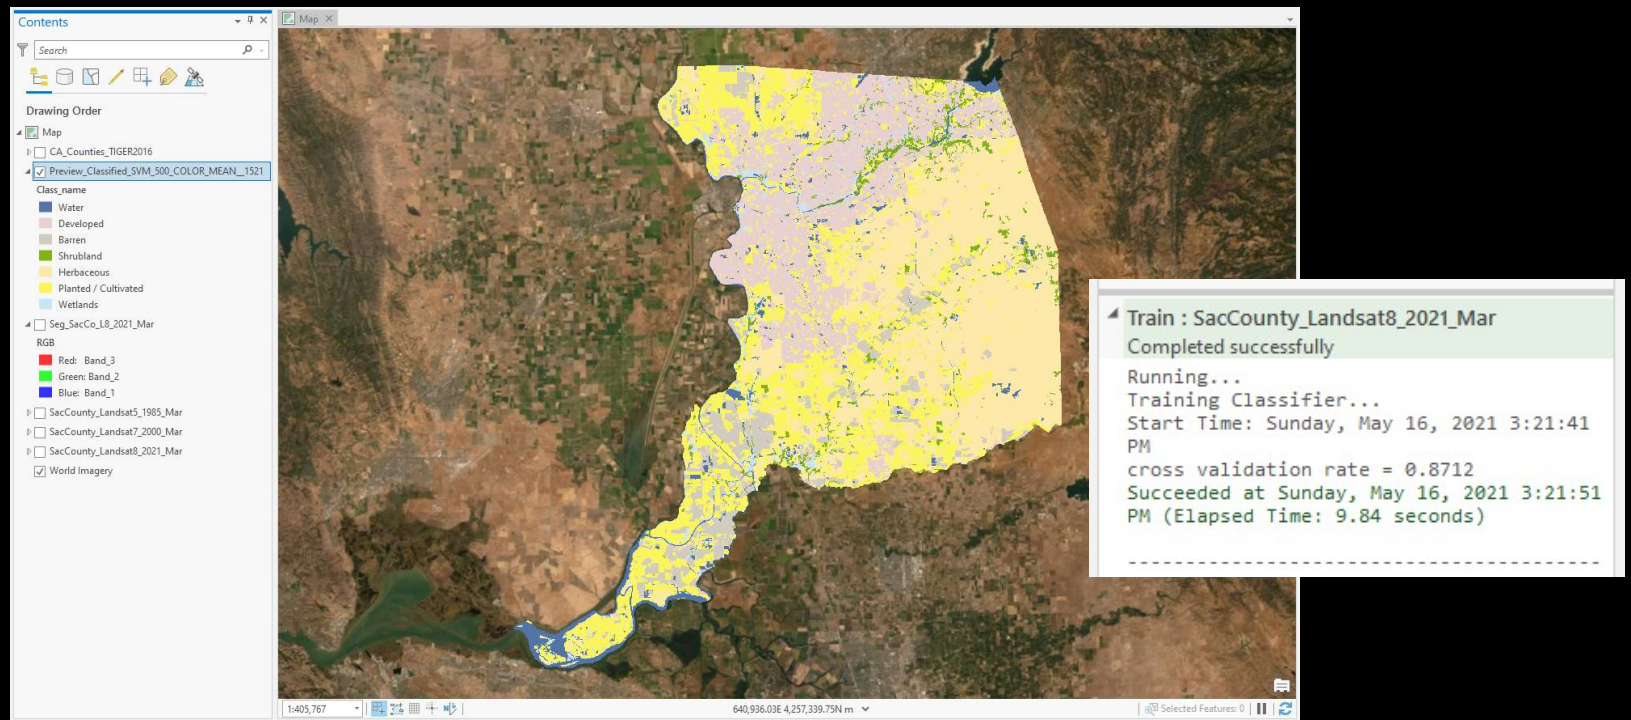 Contents
Search
Drawing Order
Map
CA_Counties_TIGER2016
Preview_Classified_SVM_500_COLOR_MEAN__1521
Class_name
Water
Developed
Barren
Shrubland
Herbaceous
Planted / Cultivated
Wetlands
Seg_SacCo_L8_2021_Mar
RGB
Red: Band_3
Green: Band_2
Blue: Band_1
SacCounty_Landsat5_1985_Mar
SacCounty_Landsat7_2000_Mar
SacCounty_Landsat8_2021_Mar
World Imagery
Map
1:405,767
640,936.03E 4,257,339.75N m
Selected Features: 0
Train : SacCounty_Landsat8_2021_Mar
Completed successfully
Running...
Training Classifier...
Start Time: Sunday, May 16, 2021 3:21:41
PM
cross validation rate = 0.8712
Succeeded at Sunday, May 16, 2021 3:21:51
PM (Elapsed Time: 9.84 seconds)
-----------------------------------------